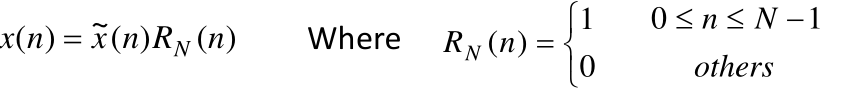 x(n) = x̃(n)R_N(n) Where R_N(n) = {1 0 ≤ n ≤ N −1
0 others